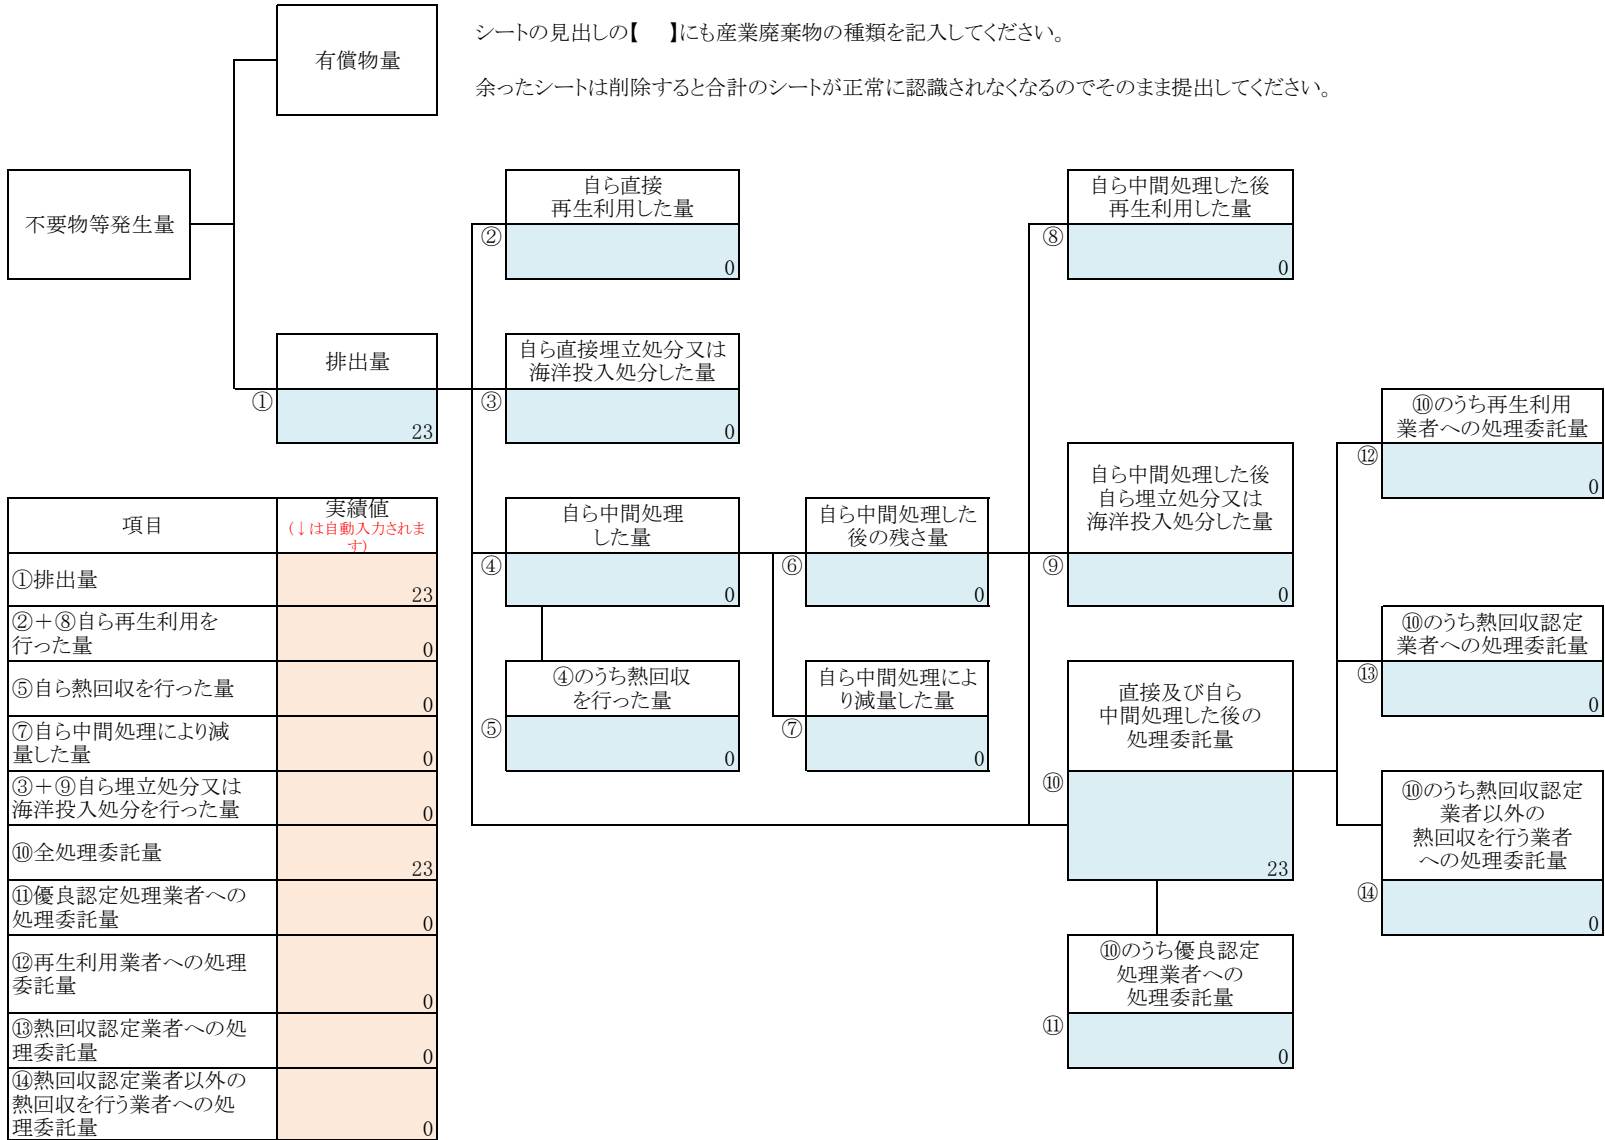 シートの見出しの【　】にも産業廃棄物の種類を記入してください。
余ったシートは削除すると合計のシートが正常に認識されなくなるのでそのまま提出してください。
有償物量
不要物等発生量
自ら直接
再生利用した量
②
0
自ら中間処理した後
再生利用した量
⑧
0
排出量
①
23
自ら直接埋立処分又は
海洋投入処分した量
③
0
⑩のうち再生利用
業者への処理委託量
⑫
0
自ら中間処理
した量
④
0
自ら中間処理した
後の残さ量
⑥
0
自ら中間処理した後
自ら埋立処分又は
海洋投入処分した量
⑨
0
⑩のうち熱回収認定
業者への処理委託量
⑬
0
④のうち熱回収
を行った量
⑤
0
自ら中間処理によ
り減量した量
⑦
0
直接及び自ら
中間処理した後の
処理委託量
⑩
23
⑩のうち熱回収認定
業者以外の
熱回収を行う業者
への処理委託量
⑭
0
⑩のうち優良認定
処理業者への
処理委託量
⑪
0
項目
実績値
(↓は自動入力されま
す)
①排出量
23
②＋⑧自ら再生利用を
行った量
0
⑤自ら熱回収を行った量
0
⑦自ら中間処理により減
量した量
0
③＋⑨自ら埋立処分又は
海洋投入処分を行った量
0
⑩全処理委託量
23
⑪優良認定処理業者への
処理委託量
0
⑫再生利用業者への処理
委託量
0
⑬熱回収認定業者への処
理委託量
0
⑭熱回収認定業者以外の
熱回収を行う業者への処
理委託量
0